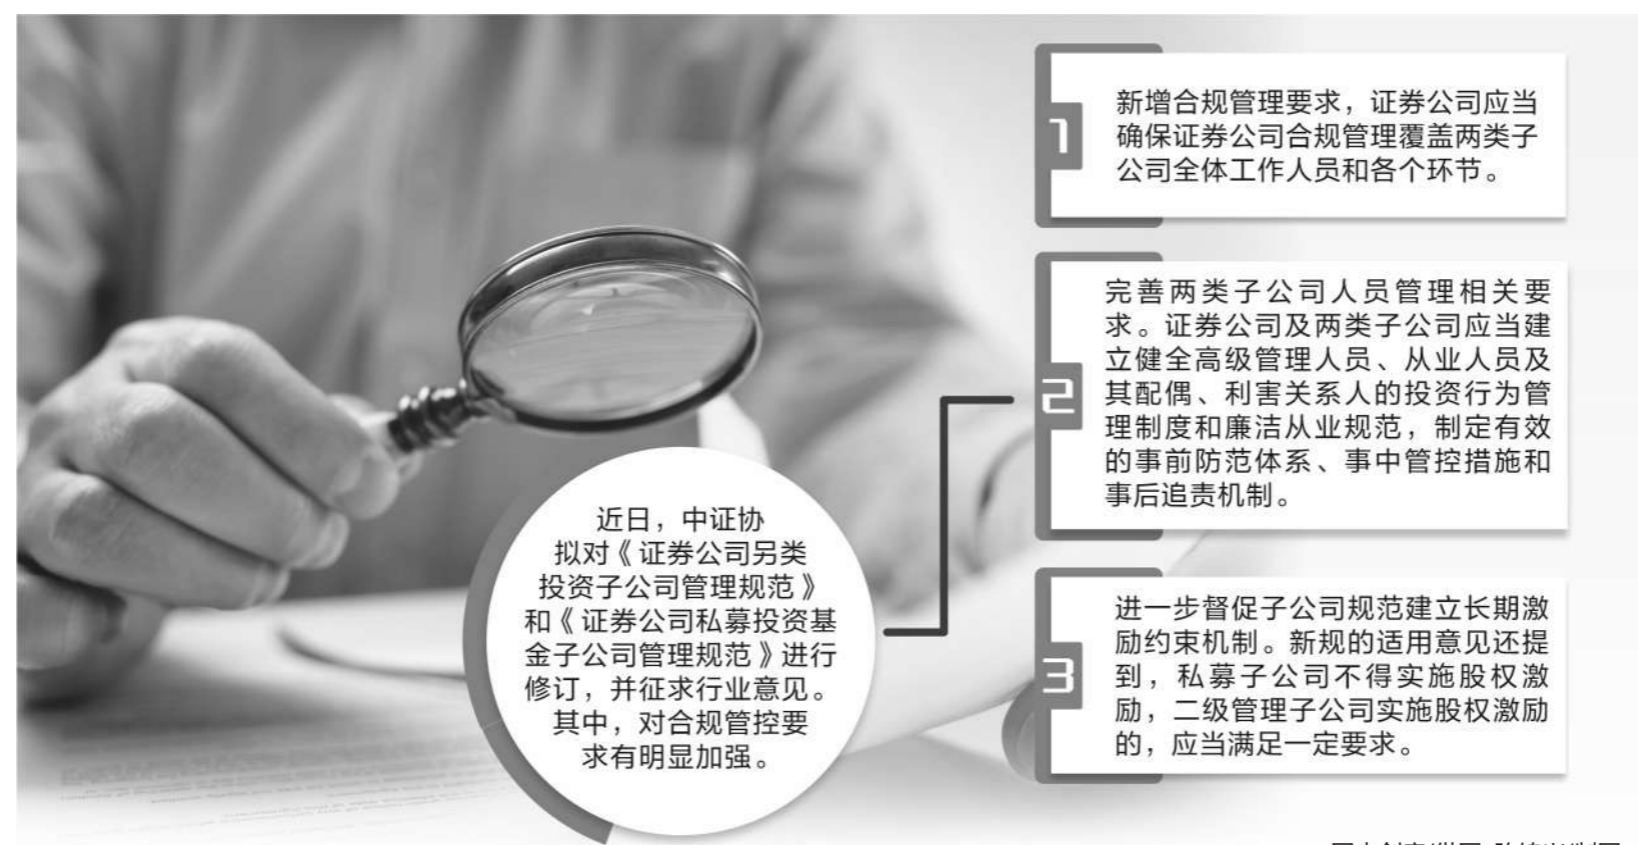 近日，中证协
拟对《证券公司另类
投资子公司管理规范》
和《证券公司私募投资基
金子公司管理规范》进行
修订，并征求行业意见。
其中，对合规管控要
求有明显加强。
1
新增合规管理要求，证券公司应当
确保证券公司合规管理覆盖两类子
公司全体工作人员和各个环节。
2
完善两类子公司人员管理相关要
求。证券公司及两类子公司应当建
立健全高级管理人员、从业人员及
其配偶、利害关系人的投资行为管
理制度和廉洁从业规范，制定有效
的事前防范体系、事中管控措施和
事后追责机制。
3
进一步督促子公司规范建立长期激
励约束机制。新规的适用意见还提
到，私募子公司不得实施股权激
励，二级管理子公司实施股权激励
的，应当满足一定要求。